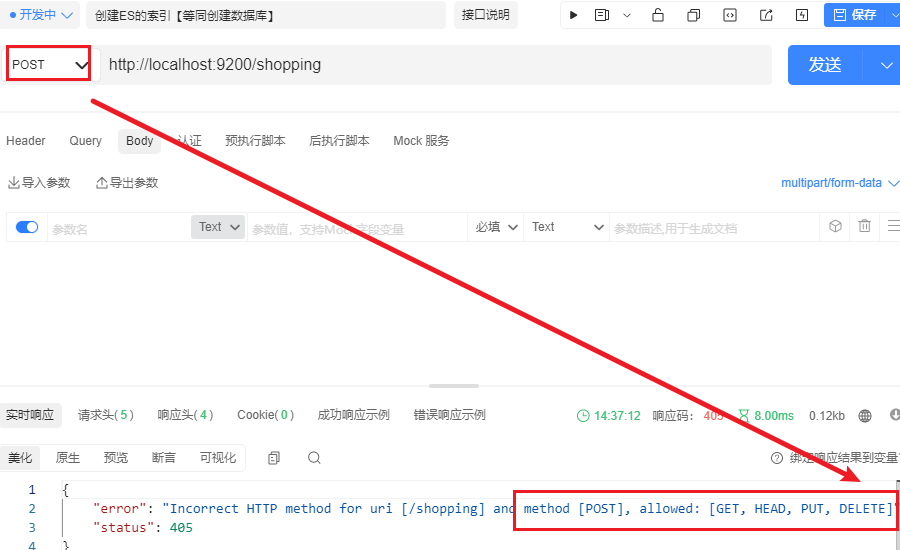 开发中 创建ES的索引【等同创建数据库】 接口说明 保存
POST http://localhost:9200/shopping 发送
Header Query Body 认证 预执行脚本 后执行脚本 Mock 服务
导入参数 导出参数 multipart/form-data
参数名 Text 参数值，支持Mock字段变量 必填 Text 参数描述,用于生成文档
实时响应 请求头(5) 响应头(4) Cookie(0) 成功响应示例 错误响应示例 14:37:12 响应码: 405 8.00ms 0.12kb
美化 原生 预览 断言 可视化 绑定响应结果到变量
1 {
2 "error": "Incorrect HTTP method for uri [/shopping] and method [POST], allowed: [GET, HEAD, PUT, DELETE]"
3 "status": 405
4 }